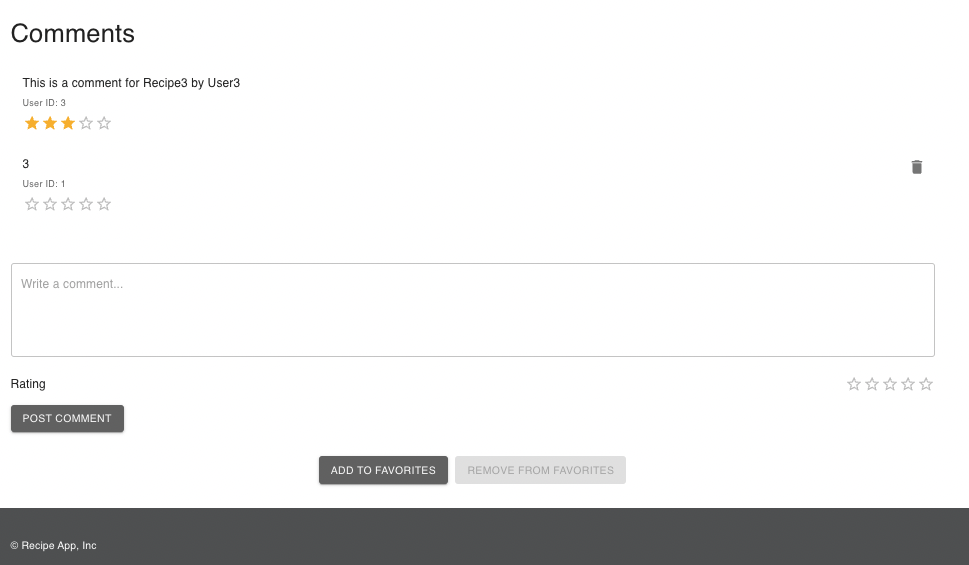 Comments
This is a comment for Recipe3 by User3
User ID: 3
3
User ID: 1
Write a comment...
Rating
POST COMMENT
ADD TO FAVORITES
REMOVE FROM FAVORITES
© Recipe App, Inc